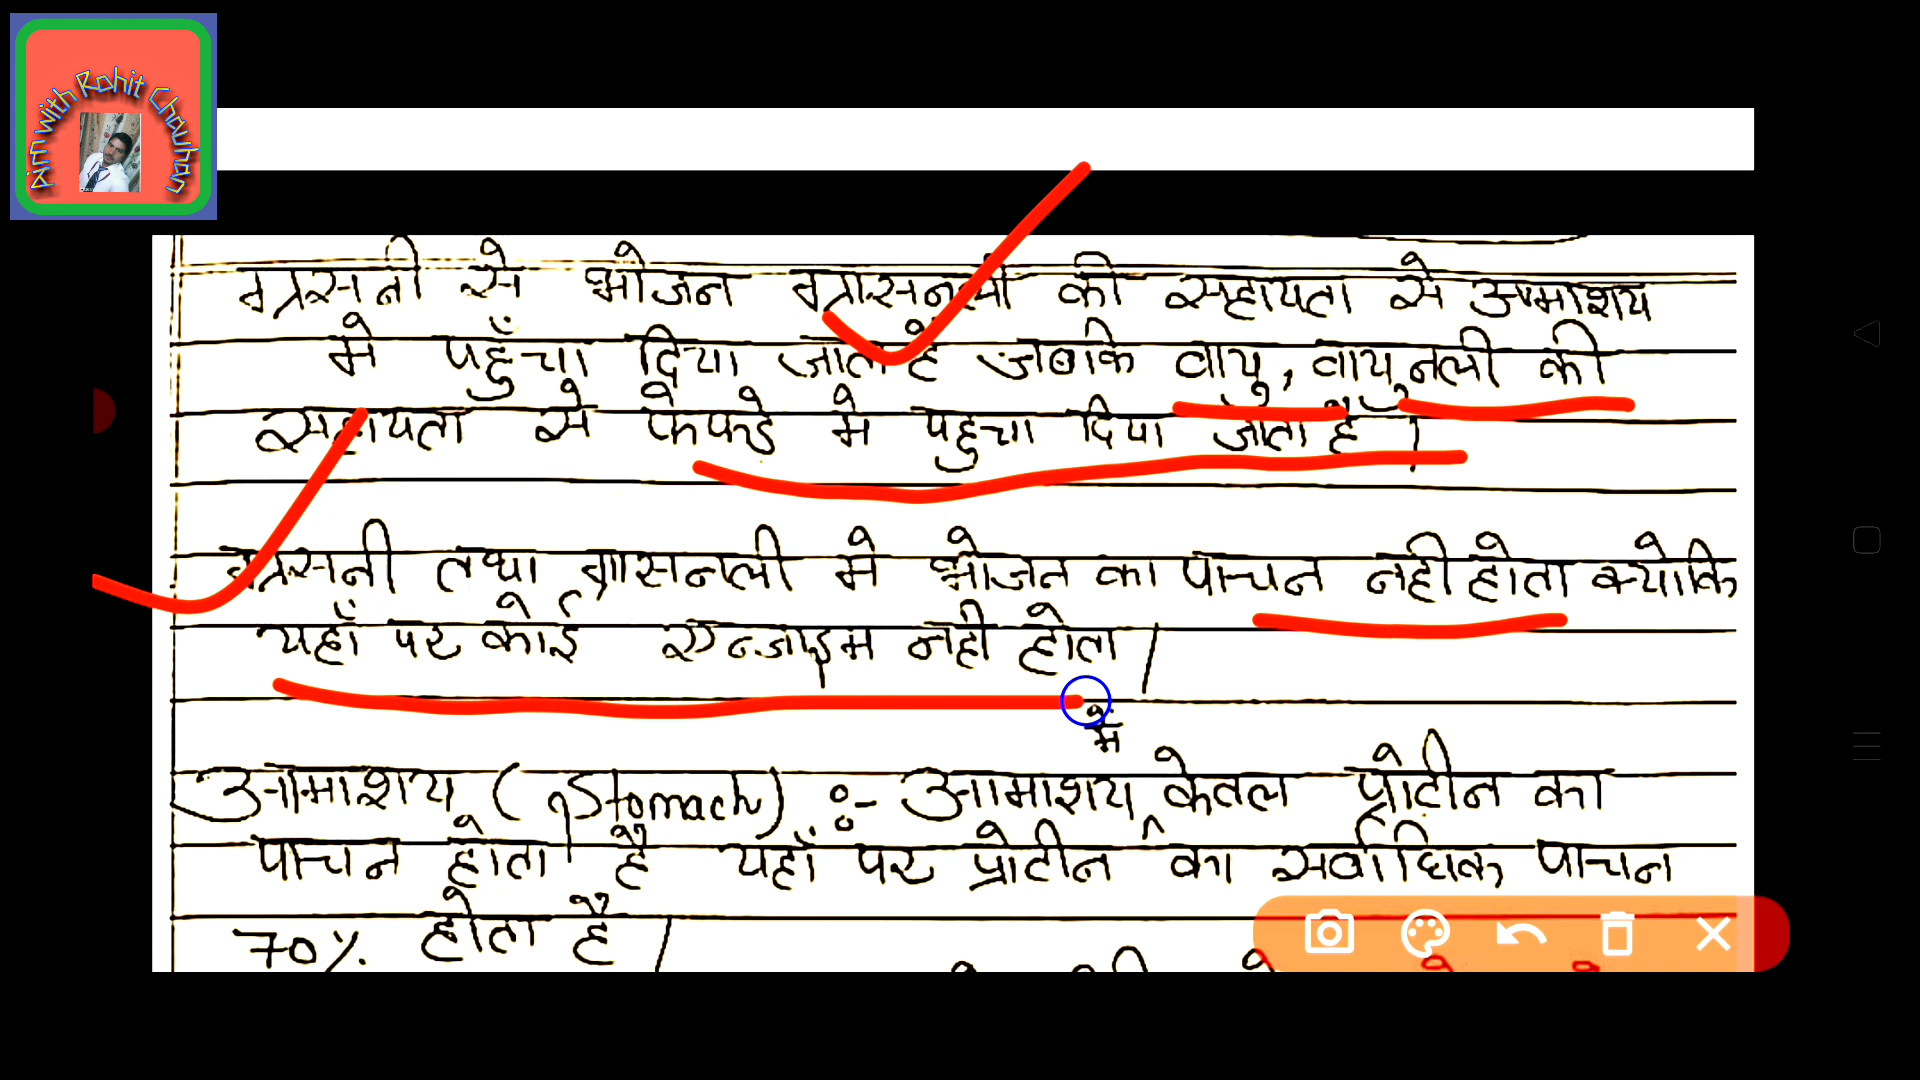 Aim with Rohit Chauhan
ग्रसनी से भोजन ग्रासनली की सहायता से आमाशय
मे पहुँचा दिया जाता है जबकि वायु, वायुनली की
सहायता से फेफडे मे पहुचा दिया जाता है।
ग्रसनी तथा ग्रासनली मे भोजन का पाचन नही होता क्योकि
यहाँ पर कोई एन्जाइम नही होता।
आमाशय (Stomach) :- आमाशय में केवल प्रोटीन का
पाचन होता है यहाँ पर प्रोटीन का सर्वाधिक पाचन
70% होता है।